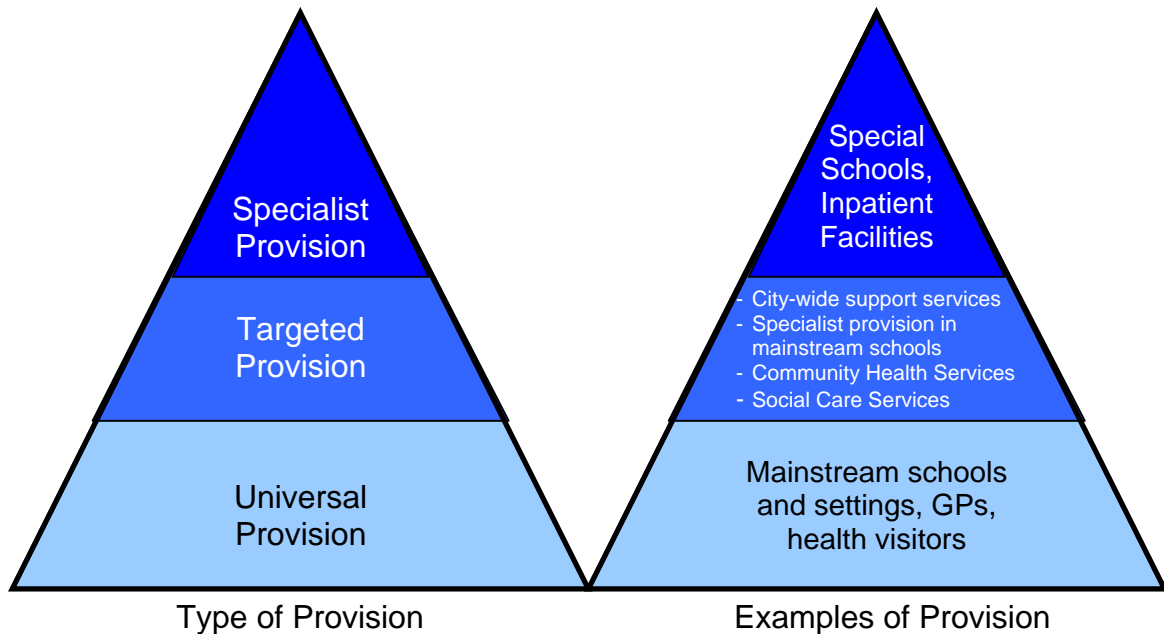 Specialist
Provision
Targeted
Provision
Universal
Provision
Type of Provision
Special
Schools,
Inpatient
Facilities
- City-wide support services
- Specialist provision in
mainstream schools
- Community Health Services
- Social Care Services
Mainstream schools
and settings, GPs,
health visitors
Examples of Provision